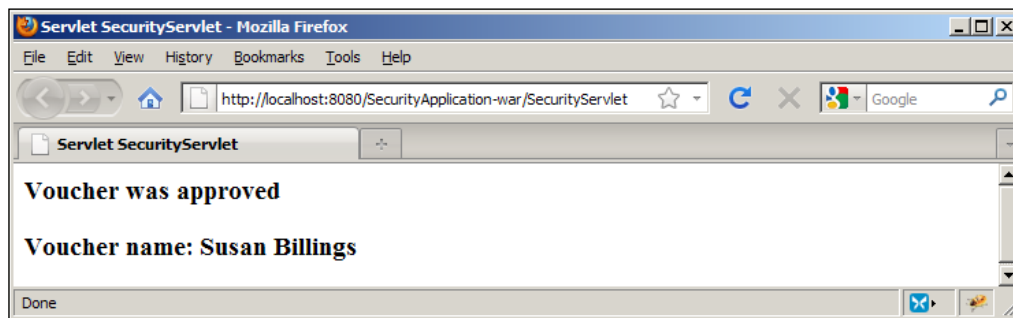 Servlet SecurityServlet - Mozilla Firefox
File Edit View History Bookmarks Tools Help
http://localhost:8080/SecurityApplication-war/SecurityServlet Google
Servlet SecurityServlet
Voucher was approved
Voucher name: Susan Billings
Done